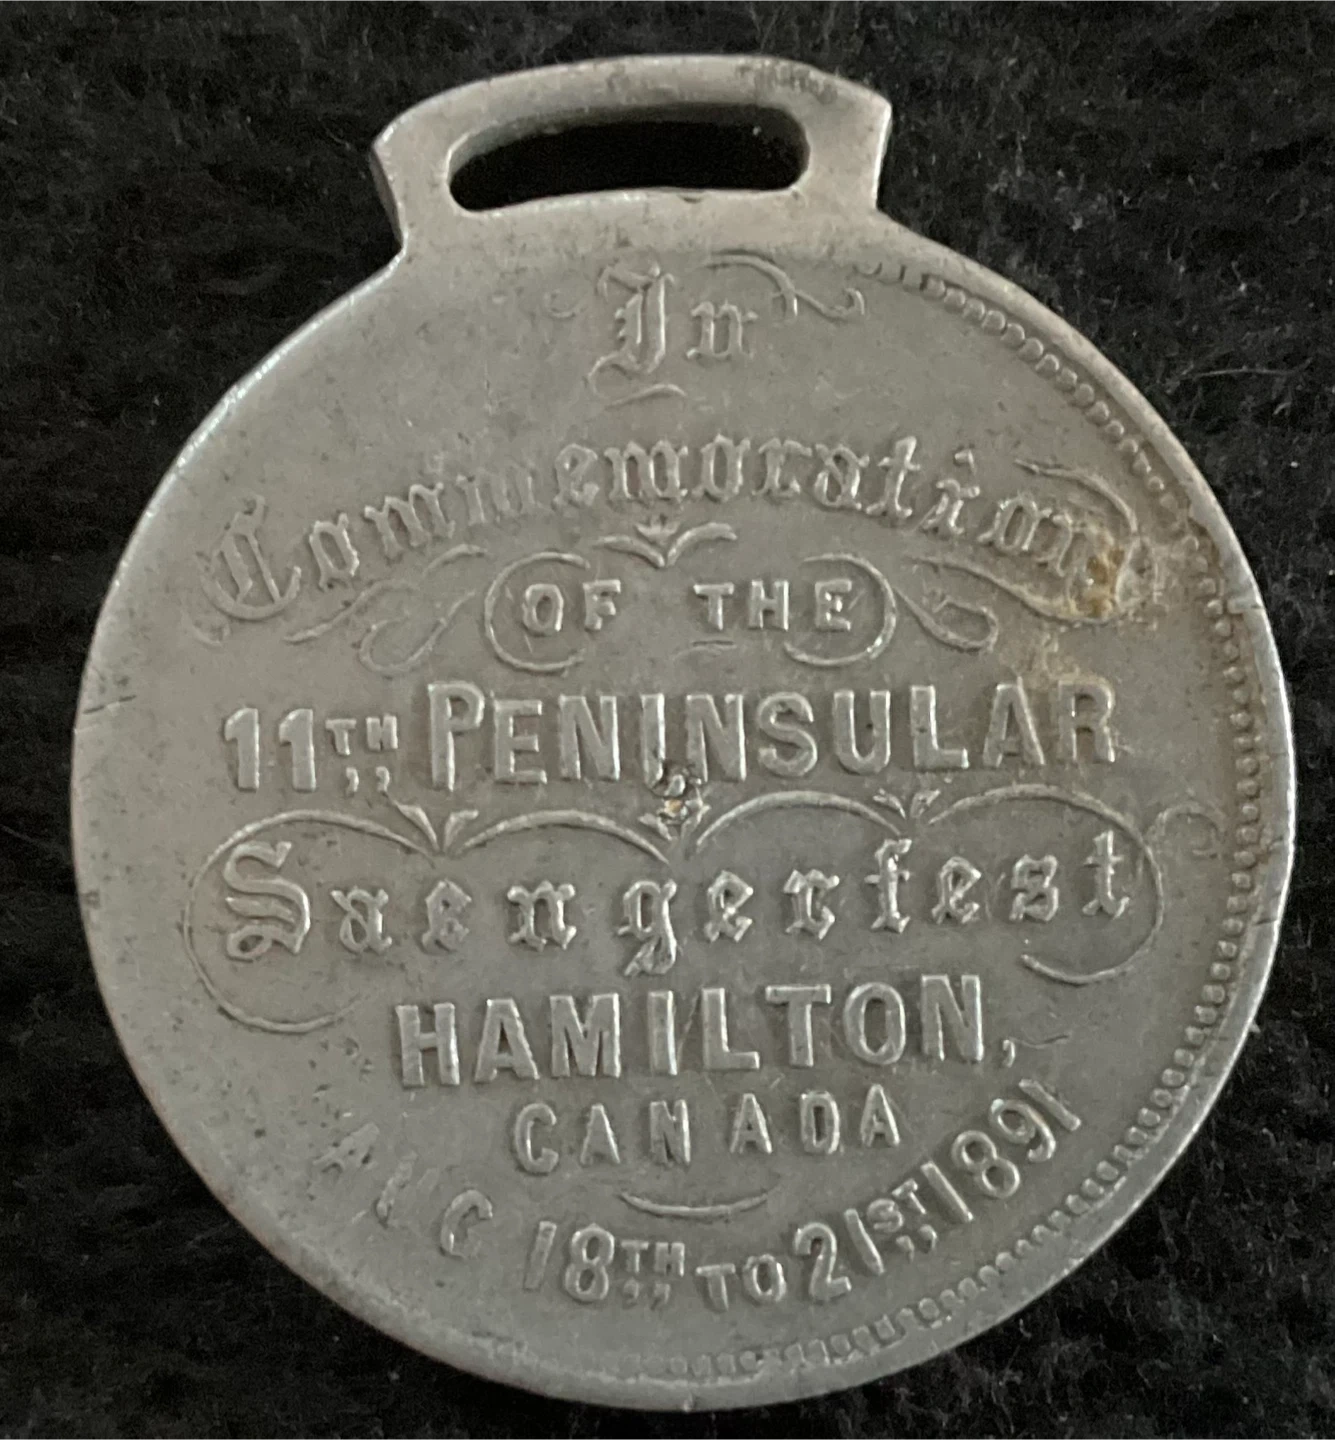 In
Commemoration
OF THE
11TH PENINSULAR
Saengerfest
HAMILTON,
CANADA
AUG 18TH TO 21ST 1891